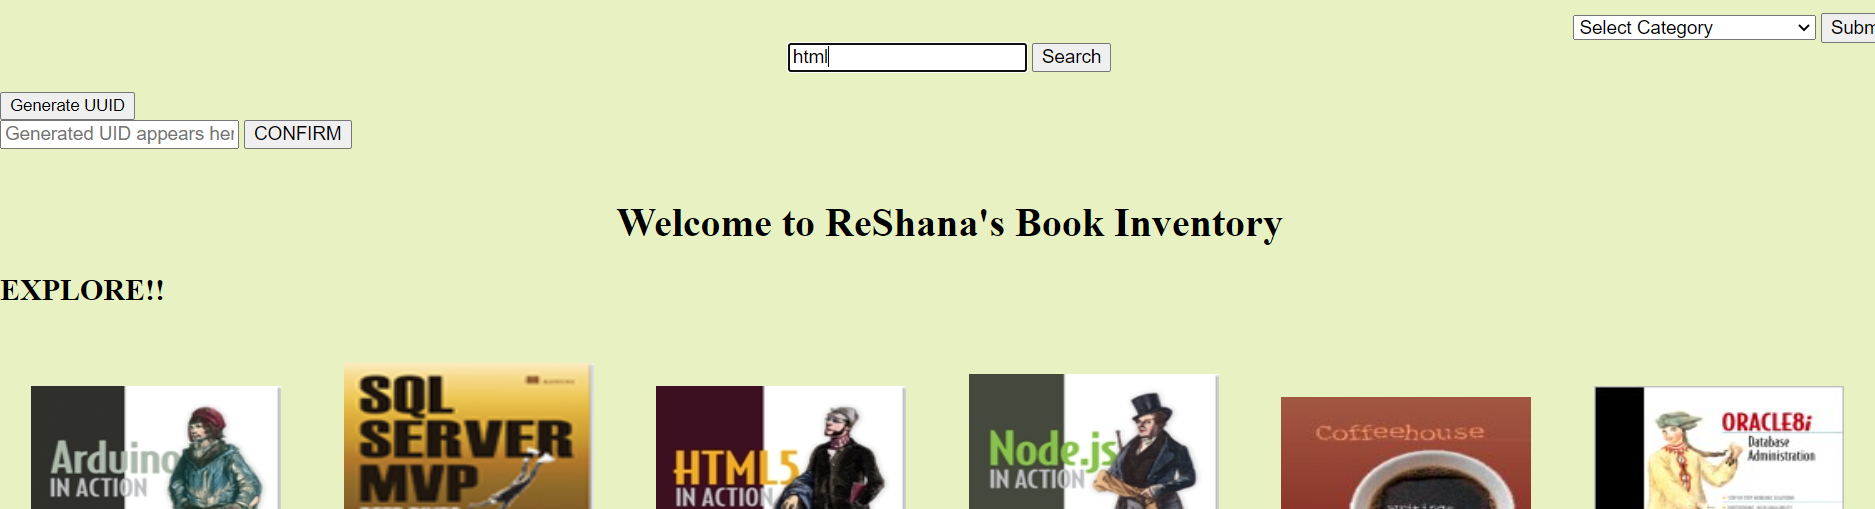 Select Category
Subm
html
Search
Generate UUID
Generated UID appears her
CONFIRM
Welcome to ReShana's Book Inventory
EXPLORE!!
Arduino
IN ACTION
SQL
SERVER
MVP
HTML5
IN ACTION
Node.js
IN ACTION
Coffeehouse
ORACLE8i
Database
Administration